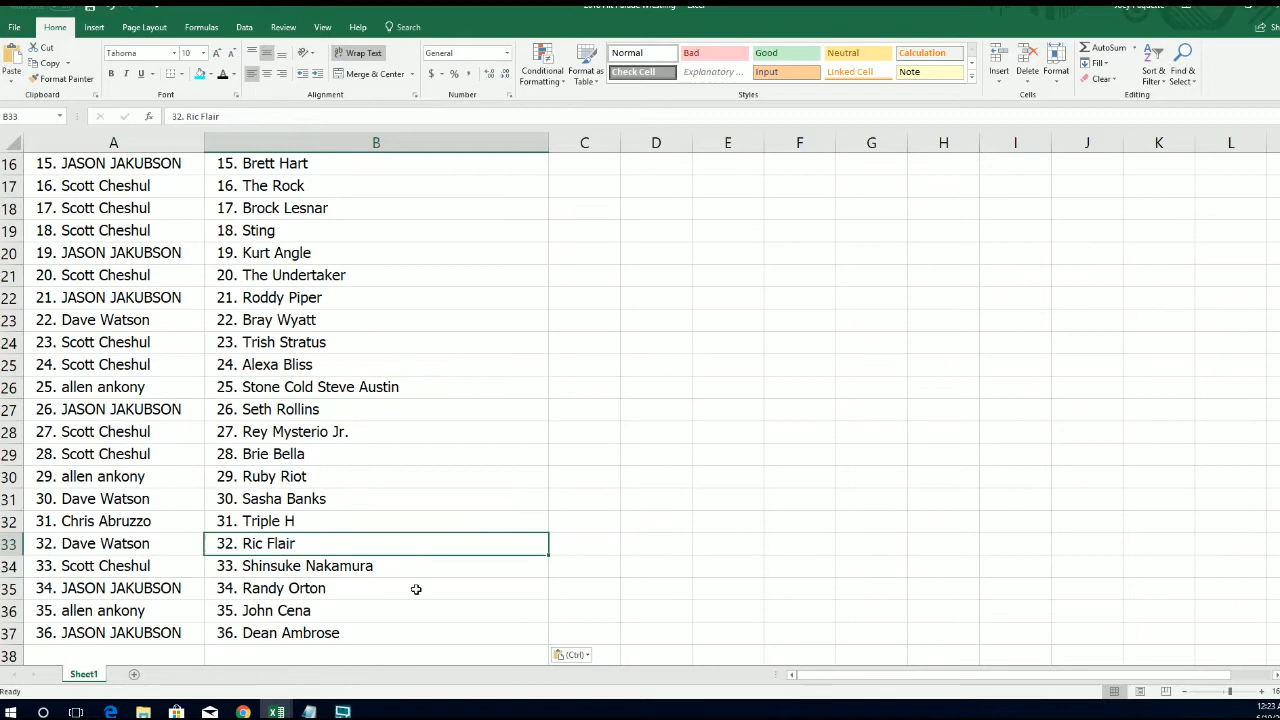 File Home Insert Page Layout Formulas Data Review View Help Search
Cut
Copy
Format Painter
Paste
Clipboard
Tahoma 10
B I U
Font
Wrap Text
Merge & Center
Alignment
General
$ % ,
Number
Conditional Formatting
Format as Table
Normal Bad Good Neutral Calculation
Check Cell Explanatory ... Input Linked Cell Note
Styles
Insert Delete Format
Cells
AutoSum
Fill
Clear
Sort & Filter
Find & Select
Editing
B33 32. Ric Flair
A B C D E F G H I J K L
16 15. JASON JAKUBSON 15. Brett Hart
17 16. Scott Cheshul 16. The Rock
18 17. Scott Cheshul 17. Brock Lesnar
19 18. Scott Cheshul 18. Sting
20 19. JASON JAKUBSON 19. Kurt Angle
21 20. Scott Cheshul 20. The Undertaker
22 21. JASON JAKUBSON 21. Roddy Piper
23 22. Dave Watson 22. Bray Wyatt
24 23. Scott Cheshul 23. Trish Stratus
25 24. Scott Cheshul 24. Alexa Bliss
26 25. allen ankony 25. Stone Cold Steve Austin
27 26. JASON JAKUBSON 26. Seth Rollins
28 27. Scott Cheshul 27. Rey Mysterio Jr.
29 28. Scott Cheshul 28. Brie Bella
30 29. allen ankony 29. Ruby Riot
31 30. Dave Watson 30. Sasha Banks
32 31. Chris Abruzzo 31. Triple H
33 32. Dave Watson 32. Ric Flair
34 33. Scott Cheshul 33. Shinsuke Nakamura
35 34. JASON JAKUBSON 34. Randy Orton
36 35. allen ankony 35. John Cena
37 36. JASON JAKUBSON 36. Dean Ambrose
38
(Ctrl)
Sheet1
Ready
12:23